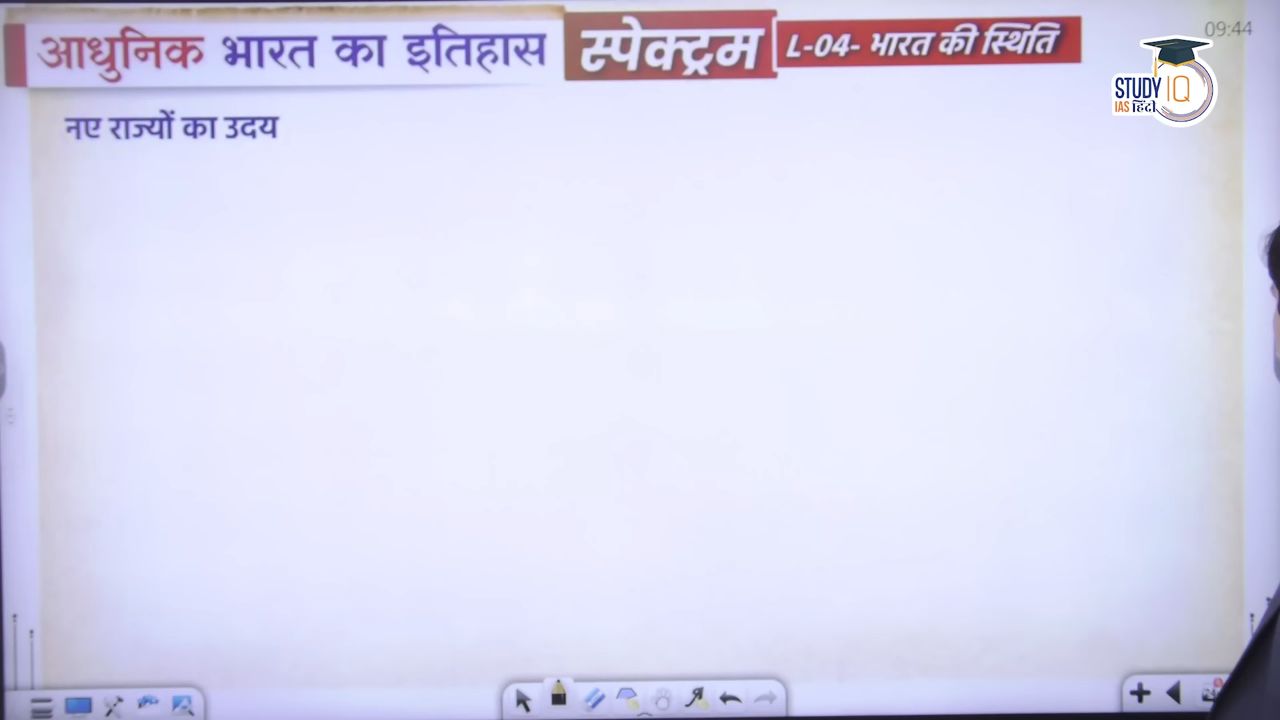 आधुनिक भारत का इतिहास स्पेक्ट्रम L-04- भारत की स्थिति
09:44
STUDY IQ
IAS हिंदी
नए राज्यों का उदय